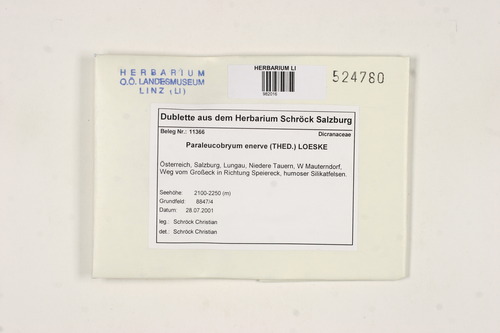 HERBARIUM
O.Ö. LANDESMUSEUM
LINZ (LI)
HERBARIUM LI
982016
524780
Dublette aus dem Herbarium Schröck Salzburg
Beleg Nr.: 11366
Dicranaceae
Paraleucobryum enerve (THED.) LOESKE
Österreich, Salzburg, Lungau, Niedere Tauern, W Mauterndorf,
Weg vom Großeck in Richtung Speiereck, humoser Silikatfelsen.
Seehöhe: 2100-2250 (m)
Grundfeld: 8847/4
Datum: 28.07.2001
leg.: Schröck Christian
det.: Schröck Christian